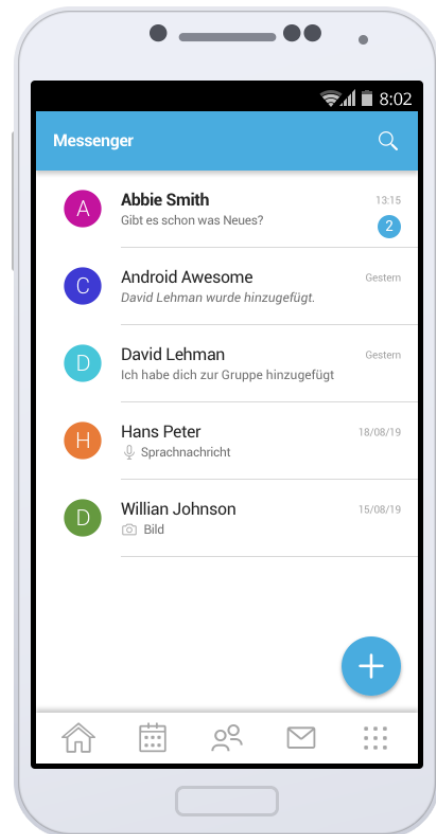 8:02
Messenger
A
Abbie Smith
13:15
Gibt es schon was Neues?
2
C
Android Awesome
Gestern
David Lehman wurde hinzugefügt.
D
David Lehman
Gestern
Ich habe dich zur Gruppe hinzugefügt
H
Hans Peter
18/08/19
Sprachnachricht
D
Willian Johnson
15/08/19
Bild
+